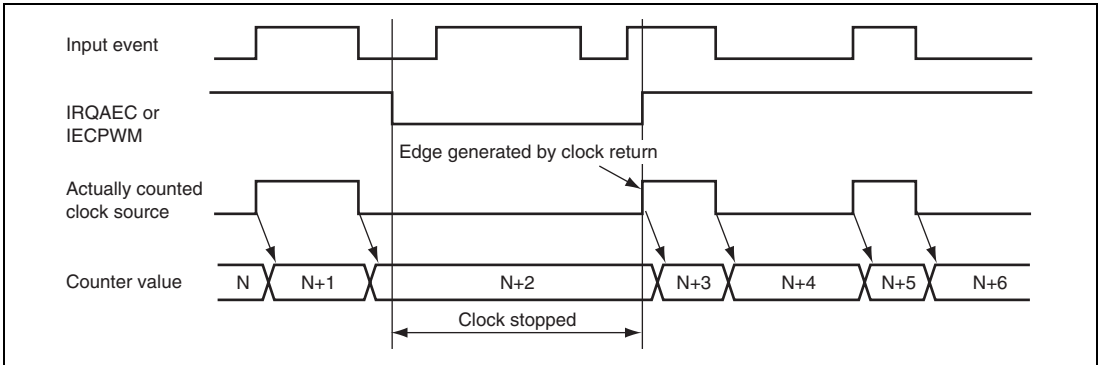 Input event
IRQAEC or
IECPWM
Edge generated by clock return
Actually counted
clock source
Counter value
N N+1 N+2 N+3 N+4 N+5 N+6
Clock stopped